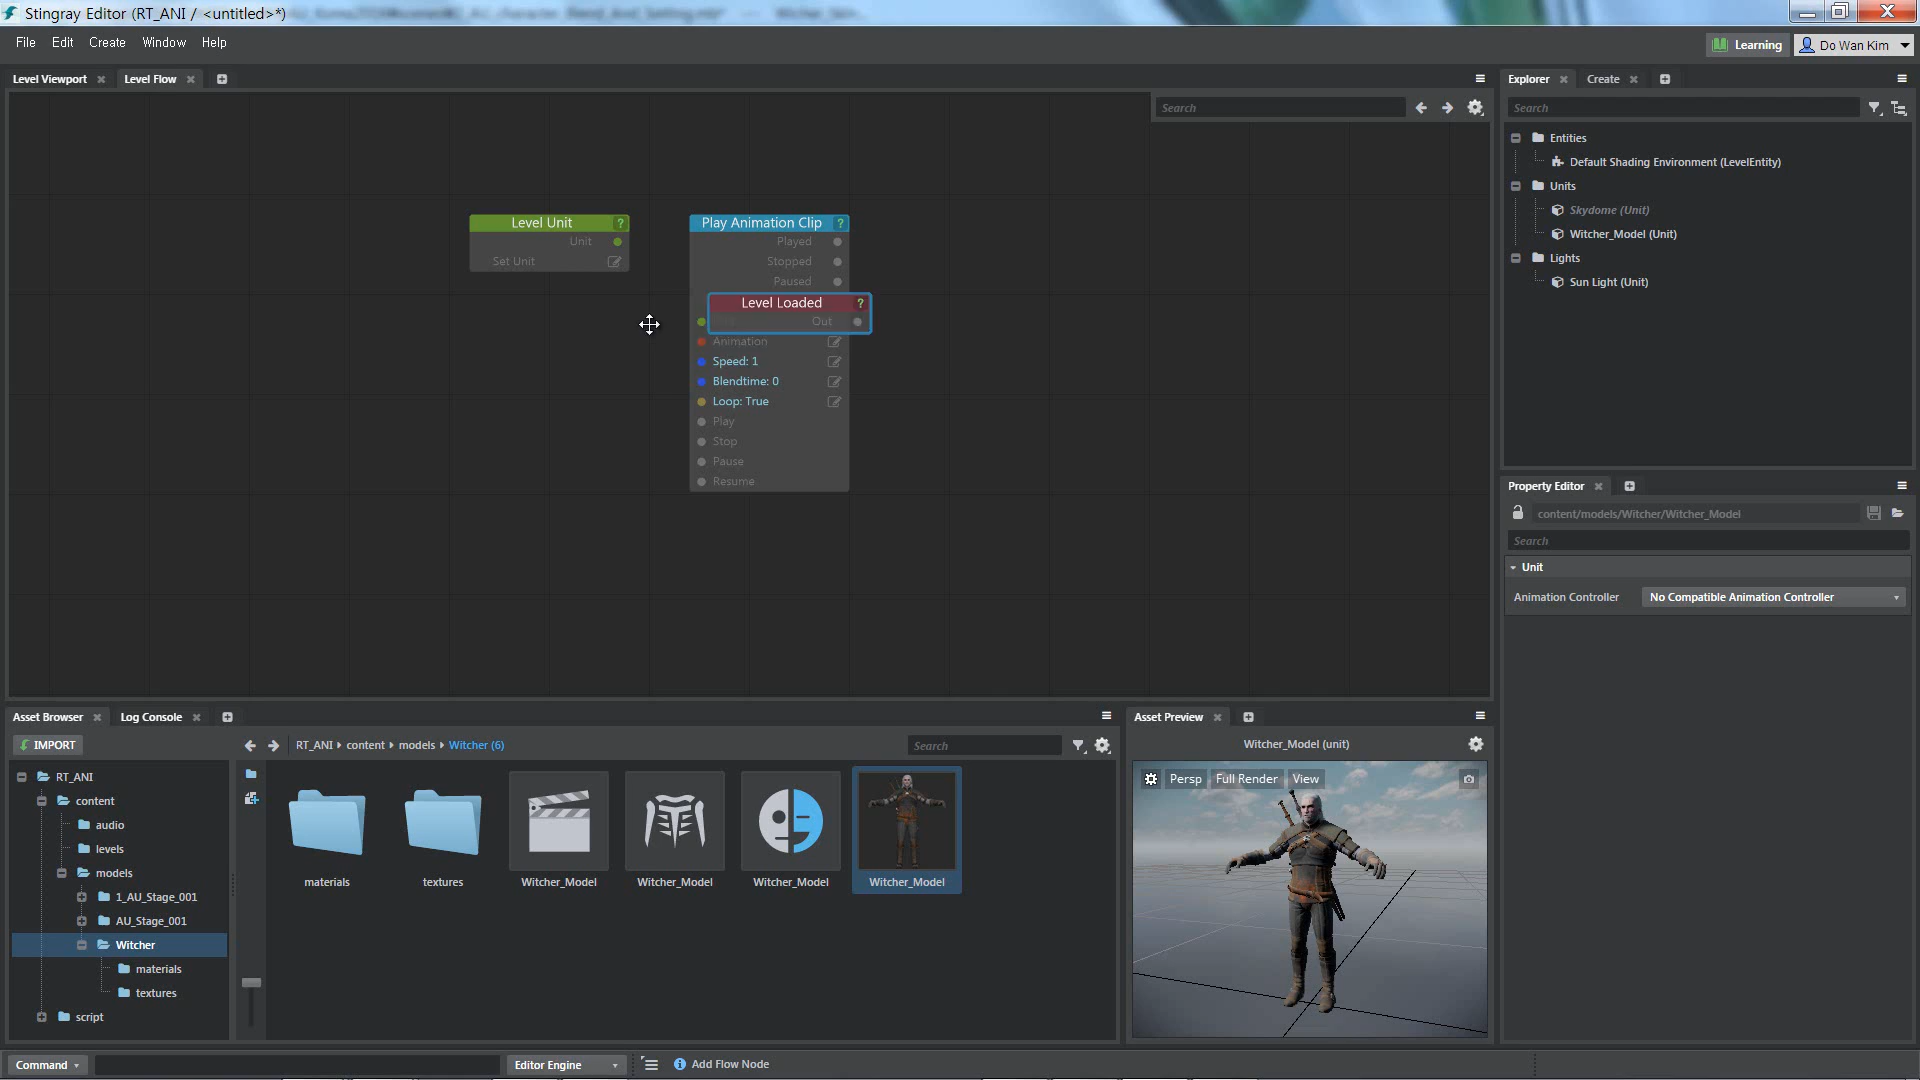 Stingray Editor (RT_ANI / <untitled>*)
File Edit Create Window Help
Learning
Do Wan Kim
Level Viewport
Level Flow
Search
Level Unit ?
Unit
Set Unit
Play Animation Clip ?
Played
Stopped
Paused
Level Loaded ?
Out
Animation
Speed: 1
Blendtime: 0
Loop: True
Play
Stop
Pause
Resume
Explorer
Create
Search
Entities
Default Shading Environment (LevelEntity)
Units
Skydome (Unit)
Witcher_Model (Unit)
Lights
Sun Light (Unit)
Property Editor
content/models/Witcher/Witcher_Model
Search
Unit
Animation Controller
No Compatible Animation Controller
Asset Browser
Log Console
IMPORT
RT_ANI content models Witcher (6)
Search
RT_ANI
content
audio
levels
models
1_AU_Stage_001
AU_Stage_001
Witcher
materials
textures
script
materials
textures
Witcher_Model
Witcher_Model
Witcher_Model
Witcher_Model
Asset Preview
Witcher_Model (unit)
Persp Full Render View
Command
Editor Engine
Add Flow Node